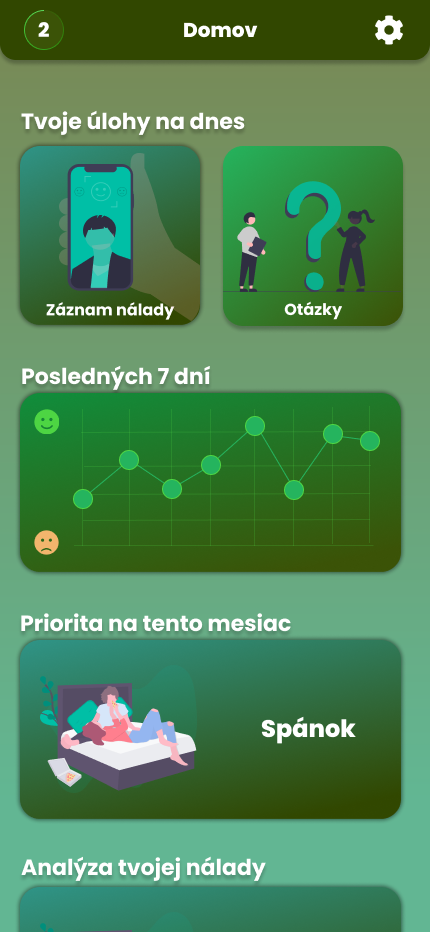 2
Domov
Tvoje úlohy na dnes
Záznam nálady
Otázky
Posledných 7 dní
Priorita na tento mesiac
Spánok
Analýza tvojej nálady